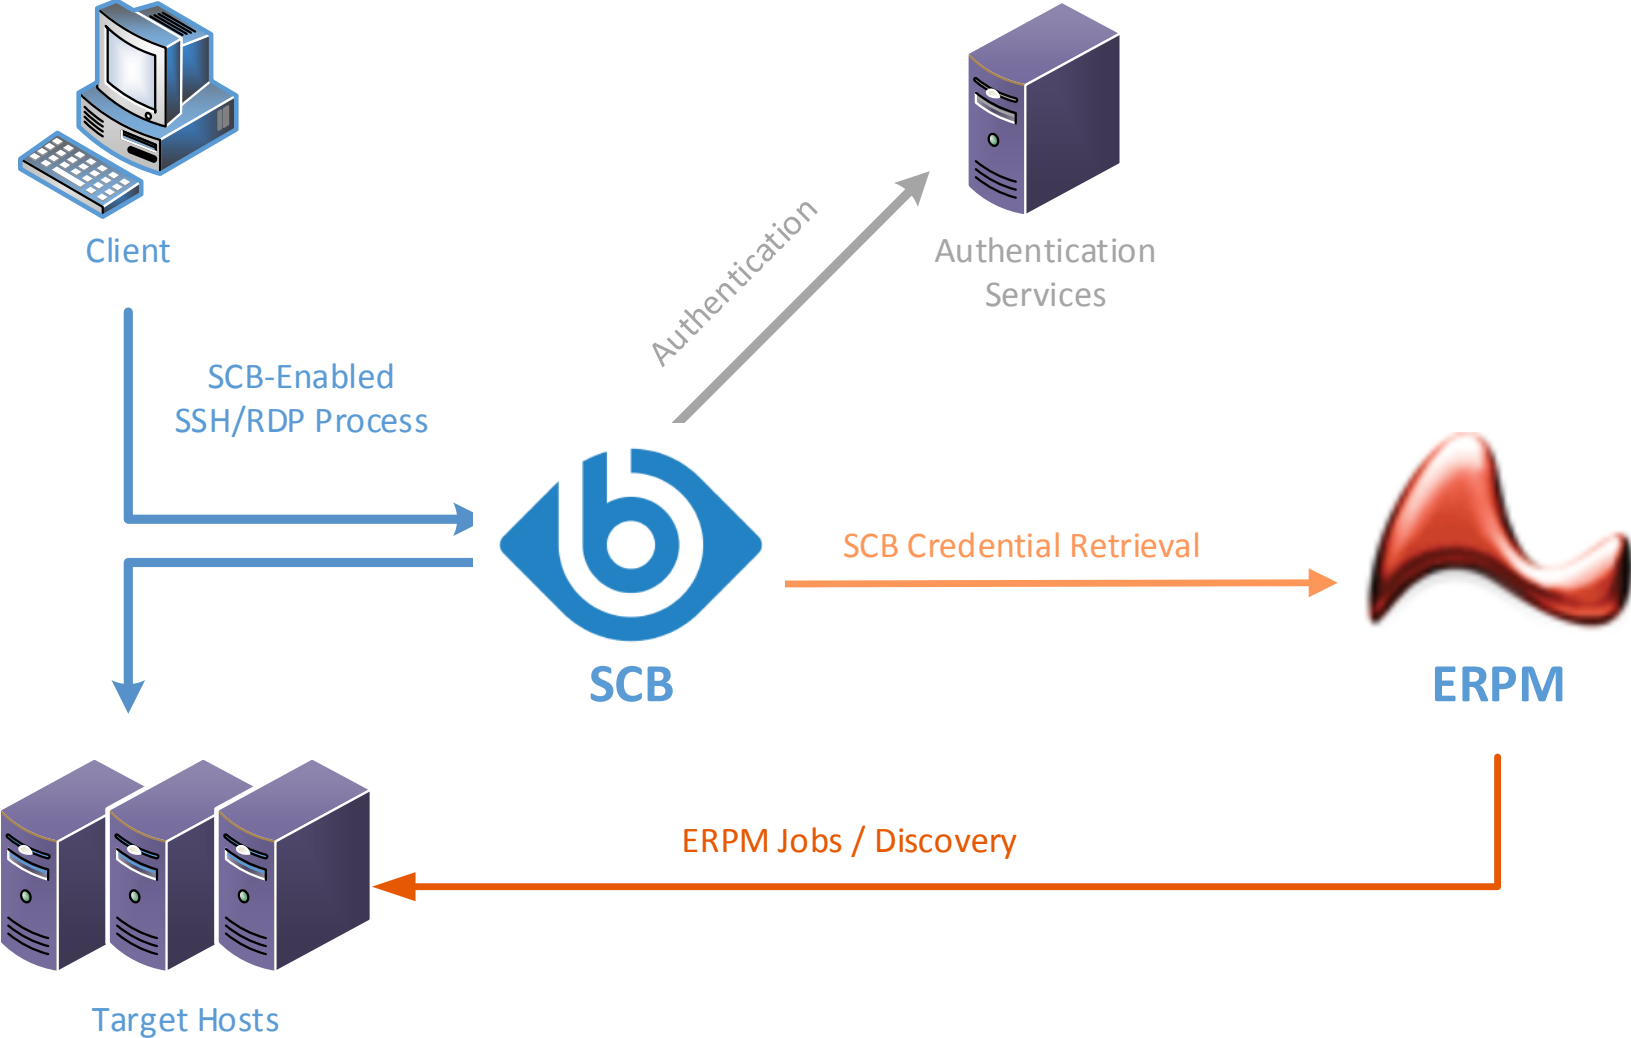 Client
Authentication
Authentication
Services
SCB-Enabled
SSH/RDP Process
SCB Credential Retrieval
SCB
ERPM
ERPM Jobs / Discovery
Target Hosts